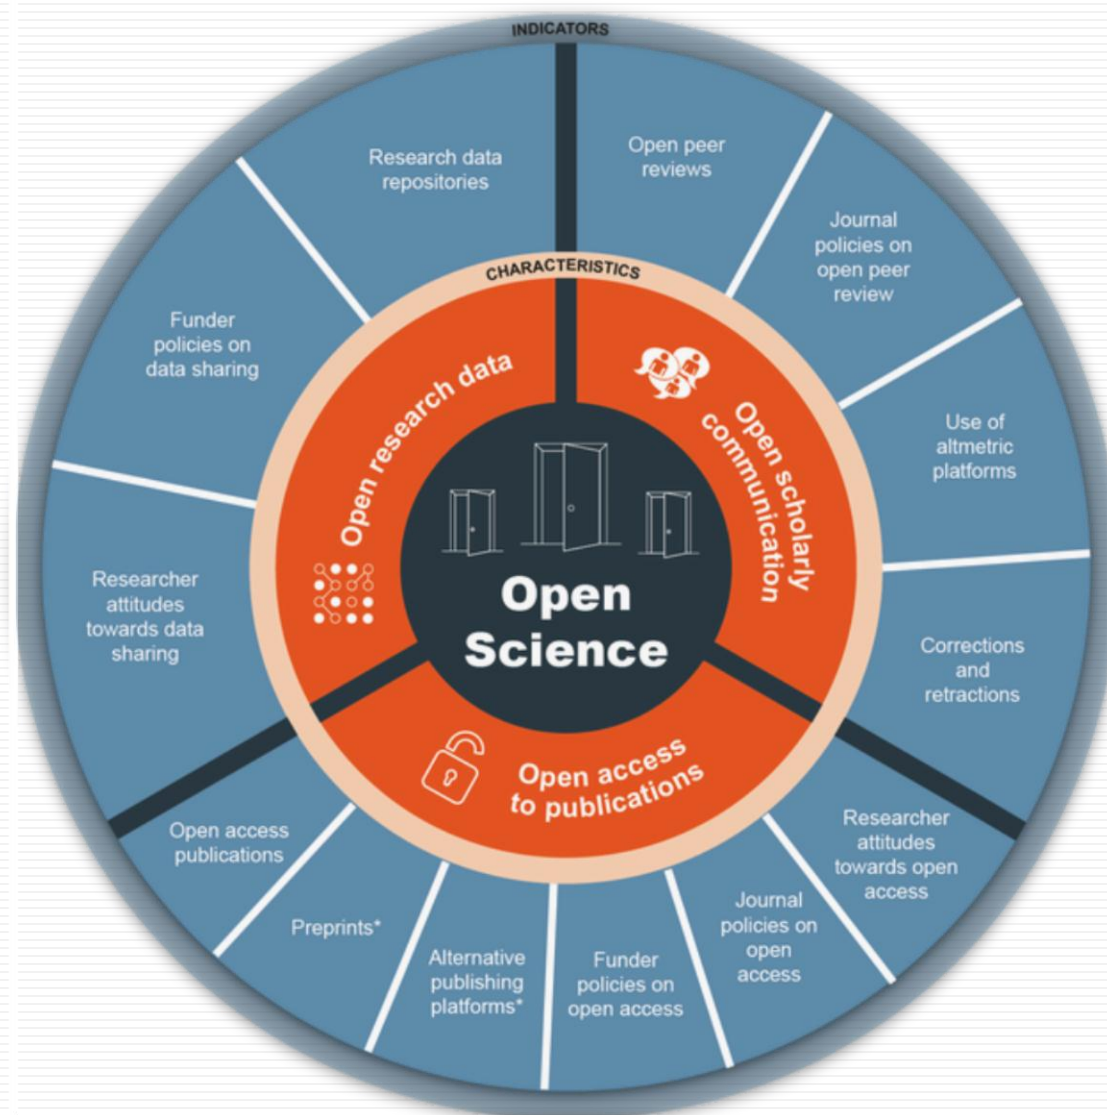 INDICATORS
Research data
repositories
Open peer
reviews
Journal
policies on
open peer
review
Funder
policies on
data sharing
CHARACTERISTICS
Open research data
Open scholarly
communication
Use of
altmetric
platforms
Researcher
attitudes
towards data
sharing
Open
Science
Corrections
and
retractions
Open access
to publications
Open access
publications
Preprints*
Alternative
publishing
platforms*
Funder
policies on
open access
Journal
policies on
open
access
Researcher
attitudes
towards open
access